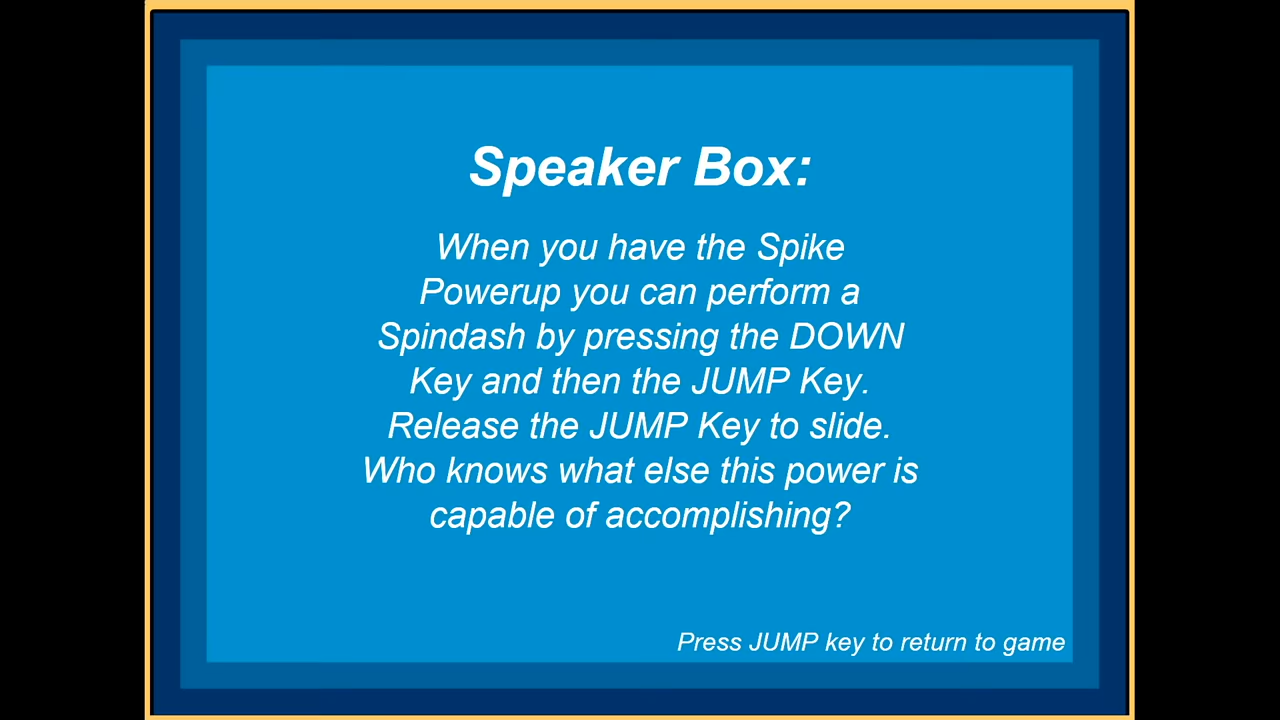 Speaker Box:
When you have the Spike
Powerup you can perform a
Spindash by pressing the DOWN
Key and then the JUMP Key.
Release the JUMP Key to slide.
Who knows what else this power is
capable of accomplishing?
Press JUMP key to return to game